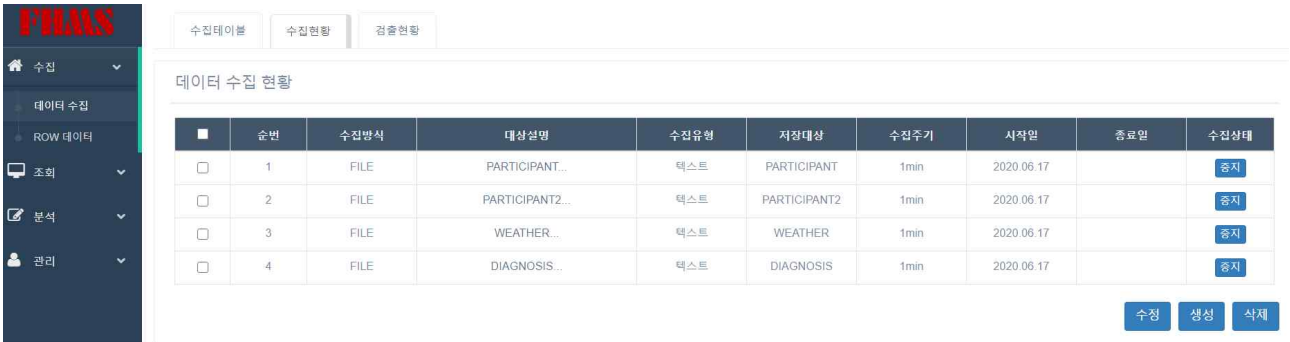 FHMS
수집테이블 수집현황 검출현황
수집
데이터 수집
ROW 데이터
조회
분석
관리
데이터 수집 현황
순번 수집방식 대상설명 수집유형 저장대상 수집주기 시작일 종료일 수집상태
1 FILE PARTICIPANT... 텍스트 PARTICIPANT 1min 2020.06.17 중지
2 FILE PARTICIPANT2... 텍스트 PARTICIPANT2 1min 2020.06.17 중지
3 FILE WEATHER... 텍스트 WEATHER 1min 2020.06.17 중지
4 FILE DIAGNOSIS... 텍스트 DIAGNOSIS 1min 2020.06.17 중지
수정 생성 삭제